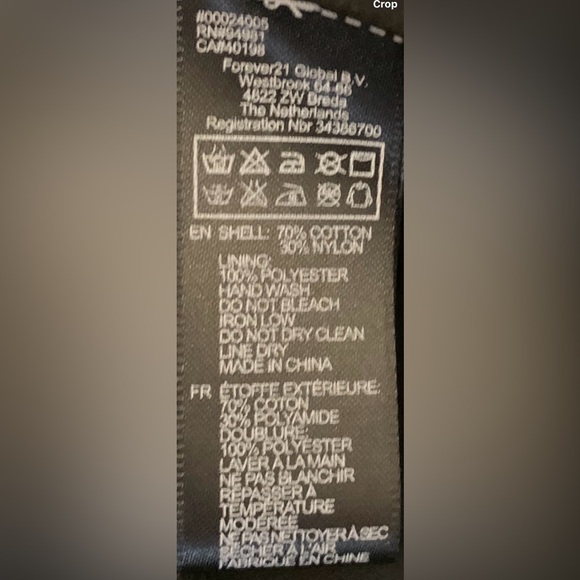 Crop
#00024005
RN#94981
CA#40198
Forever21 Global B.V.
Westbroek 64-66
4822 ZW Breda
The Netherlands
Registration Nbr 34386700
EN SHELL: 70% COTTON
30% NYLON
LINING:
100% POLYESTER
HAND WASH
DO NOT BLEACH
IRON LOW
DO NOT DRY CLEAN
LINE DRY
MADE IN CHINA
FR ÉTOFFE EXTÉRIEURE:
70% COTON
30% POLYAMIDE
DOUBLURE:
100% POLYESTER
LAVER À LA MAIN
NE PAS BLANCHIR
REPASSER À
TEMPÉRATURE
MODÉRÉE
NE PAS NETTOYER À SEC
SÉCHER À L'AIR
FABRIQUÉ EN CHINE